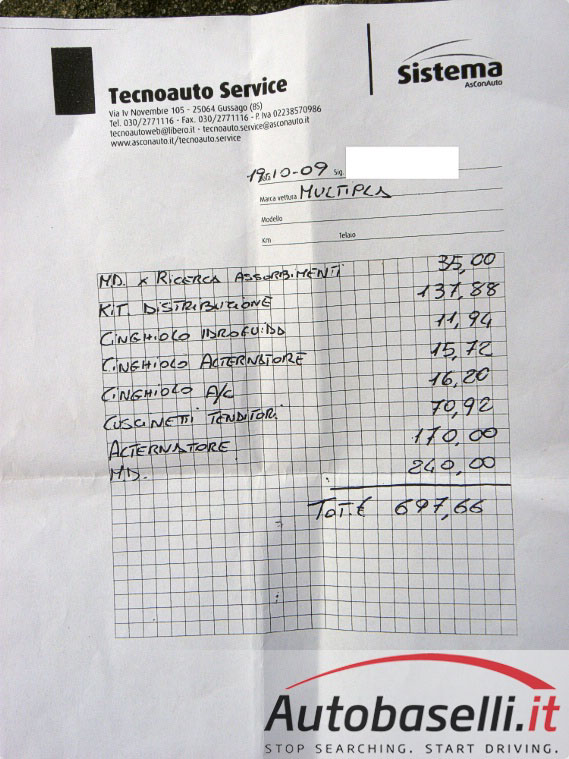 Tecnoauto Service
Via Iv Novembre 105 - 25064 Gussago (BS)
Tel. 030/2771116 - Fax. 030/2771116 - P. Iva 02238570986
tecnoautoweb@libero.it - tecnoauto.service@asconauto.it
www.asconauto.it/tecnoauto.service
Sistema
AsConAuto
19-10-09 Sig.
Marca vettura MULTIPLA
Modello
Km Telaio
MD. x RICERCA ASSORBIMENTI 35,00
KIT. DISTRIBUZIONE 137,88
CINGHIOLO IDROGUIDA 11,94
CINGHIOLO ALTERNATORE 15,72
CINGHIOLO A/C 16,20
CUSCINETTI TENDITORI 70,92
ALTERNATORE 170,00
MD. 240,00
TOT.€ 697,66
Autobaselli.it
STOP SEARCHING. START DRIVING.